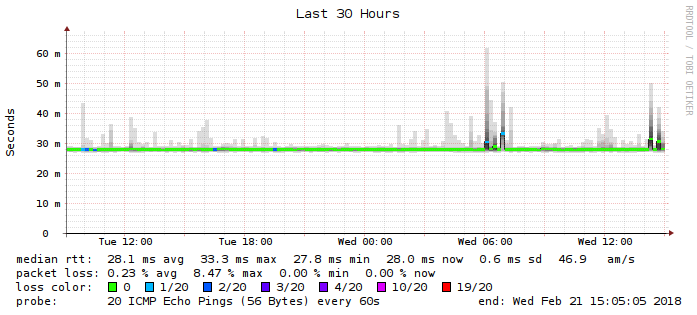 Last 30 Hours
RRDTOOL / TOBI OETIKER
Seconds
60 m
50 m
40 m
30 m
20 m
10 m
0
Tue 12:00 Tue 18:00 Wed 00:00 Wed 06:00 Wed 12:00
median rtt: 28.1 ms avg 33.3 ms max 27.8 ms min 28.0 ms now 0.6 ms sd 46.9 am/s
packet loss: 0.23 % avg 8.47 % max 0.00 % min 0.00 % now
loss color: 0 1/20 2/20 3/20 4/20 10/20 19/20
probe: 20 ICMP Echo Pings (56 Bytes) every 60s end: Wed Feb 21 15:05:05 2018